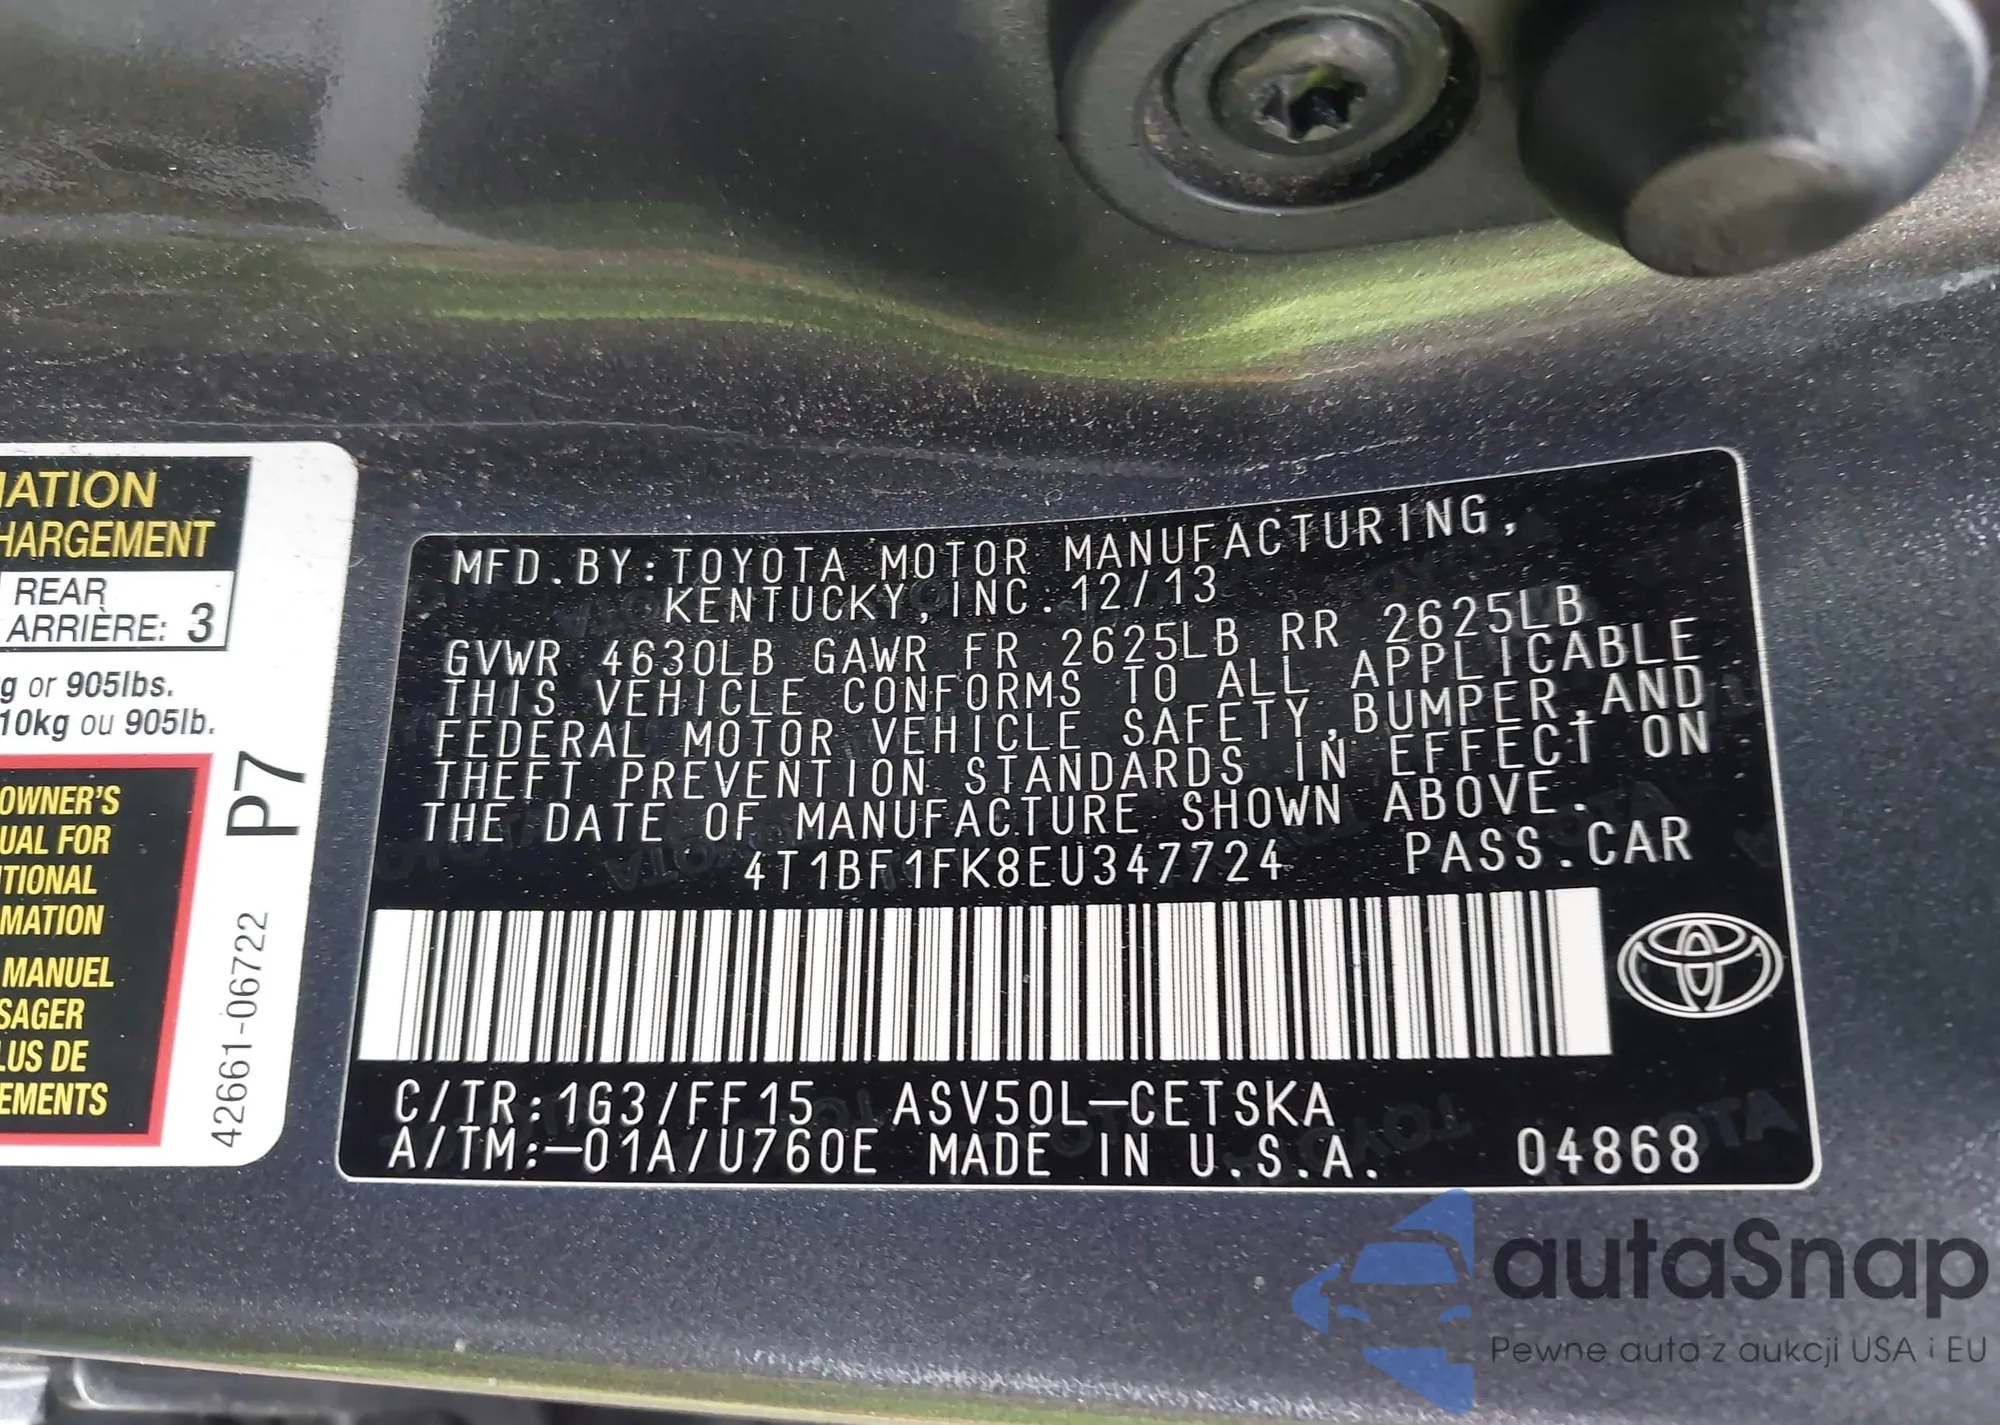 MATION
HARGEMENT
REAR
ARRIÈRE: 3
g or 905lbs.
10kg ou 905lb.
OWNER'S
UAL FOR
TIONAL
MATION
MANUEL
SAGER
LUS DE
EMENTS
P7
42661-06722
MFD.BY:TOYOTA MOTOR MANUFACTURING,
KENTUCKY,INC.12/13
GVWR 4630LB GAWR FR 2625LB RR 2625LB
THIS VEHICLE CONFORMS TO ALL APPLICABLE
FEDERAL MOTOR VEHICLE SAFETY,BUMPER,AND
THEFT PREVENTION STANDARDS IN EFFECT ON
THE DATE OF MANUFACTURE SHOWN ABOVE.
4T1BF1FK8EU347724 PASS.CAR
C/TR:1G3/FF15 ASV50L-CETSKA
A/TM:-01A/U760E MADE IN U.S.A. 04868
autaSnap
Pewne auta z aukcji USA i EU